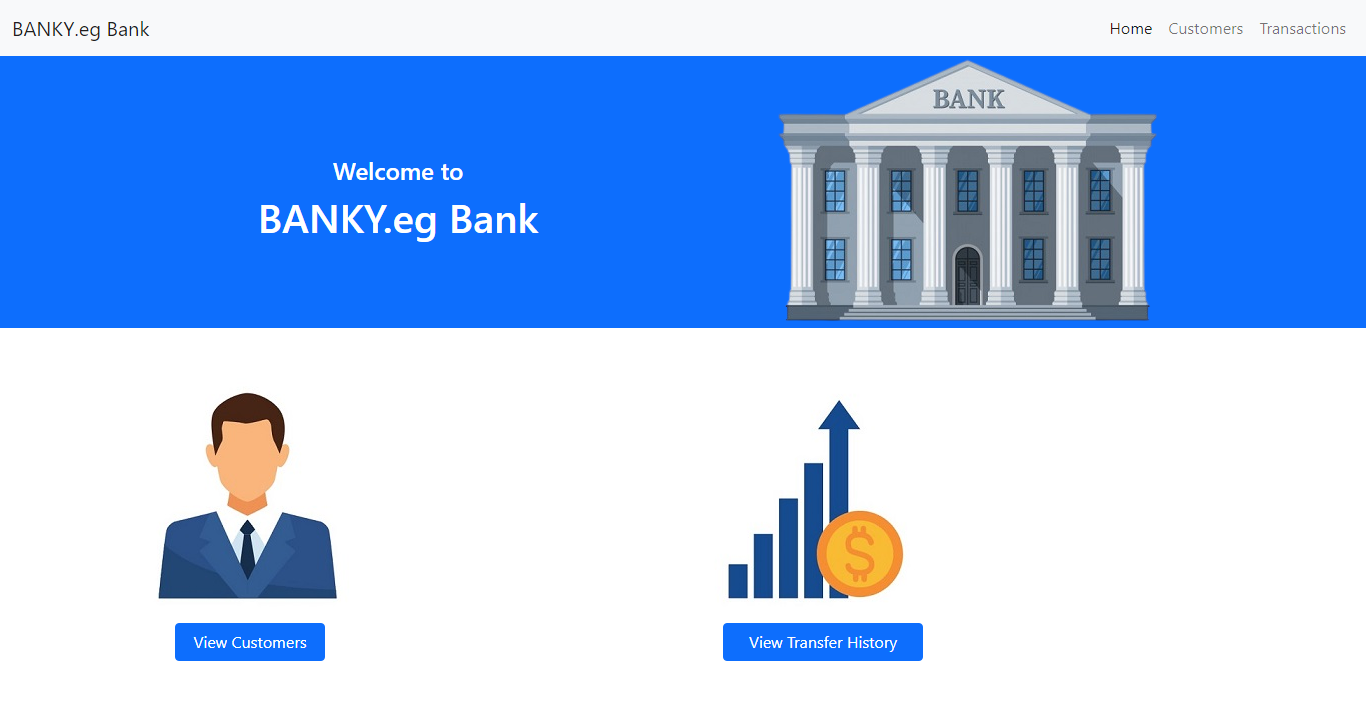 BANKY.eg Bank
Home Customers Transactions
BANK
Welcome to
BANKY.eg Bank
$
View Customers
View Transfer History